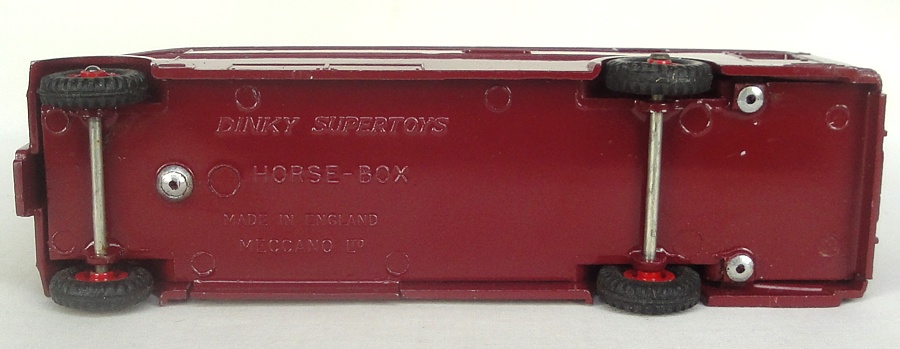 DINKY SUPERTOYS
HORSE-BOX
MADE IN ENGLAND
MECCANO LTD